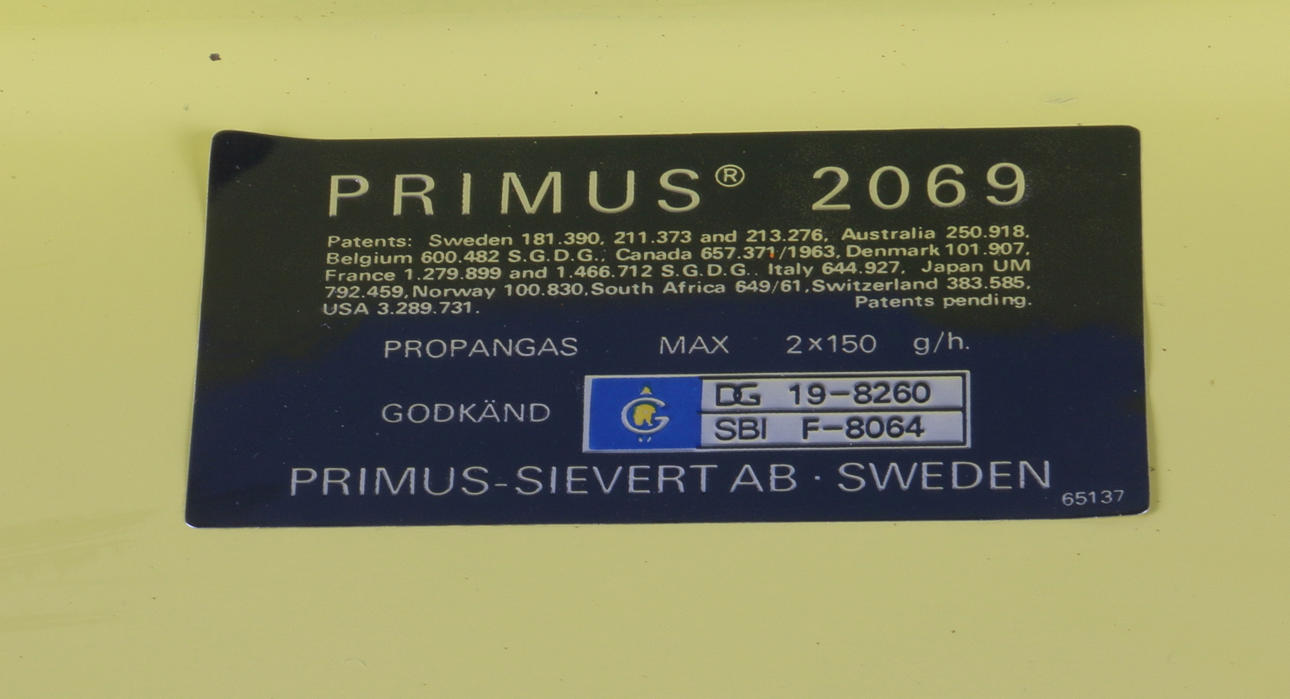 PRIMUS® 2069
Patents: Sweden 181.390, 211.373 and 213.276, Australia 250.918,
Belgium 600.482 S.G.D.G., Canada 657.371/1963, Denmark 101.907,
France 1.279.899 and 1.466.712 S.G.D.G. Italy 644.927, Japan UM
792.459, Norway 100.830, South Africa 649/61, Switzerland 383.585,
USA 3.289.731. Patents pending.
PROPANGAS MAX 2x150 g/h.
GODKÄND G DG 19-8260
SBI F-8064
PRIMUS-SIEVERT AB · SWEDEN
65137